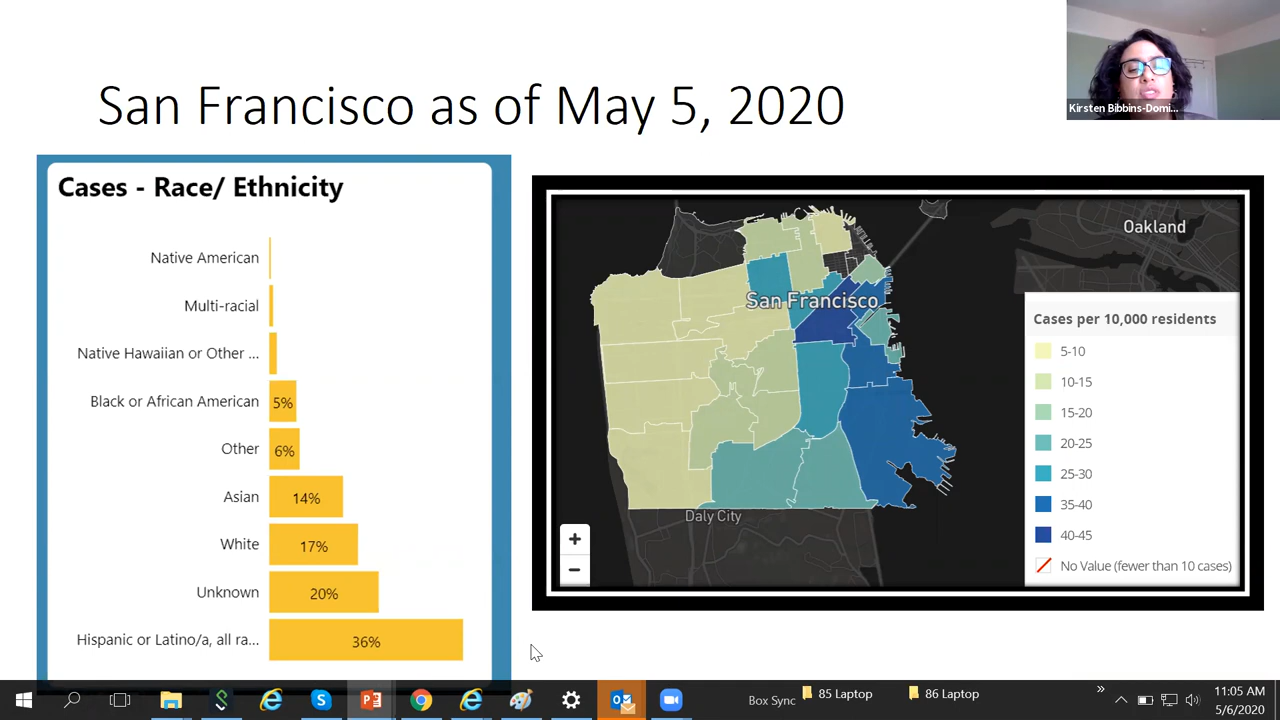 San Francisco as of May 5, 2020
Kirsten Bibbins-Domi...
Cases - Race/ Ethnicity
Native American
Multi-racial
Native Hawaiian or Other ...
Black or African American 5%
Other 6%
Asian 14%
White 17%
Unknown 20%
Hispanic or Latino/a, all ra... 36%
Oakland
San Francisco
Daly City
Cases per 10,000 residents
5-10
10-15
15-20
20-25
25-30
35-40
40-45
No Value (fewer than 10 cases)
+
−
Box Sync
85 Laptop
86 Laptop
»
11:05 AM
5/6/2020